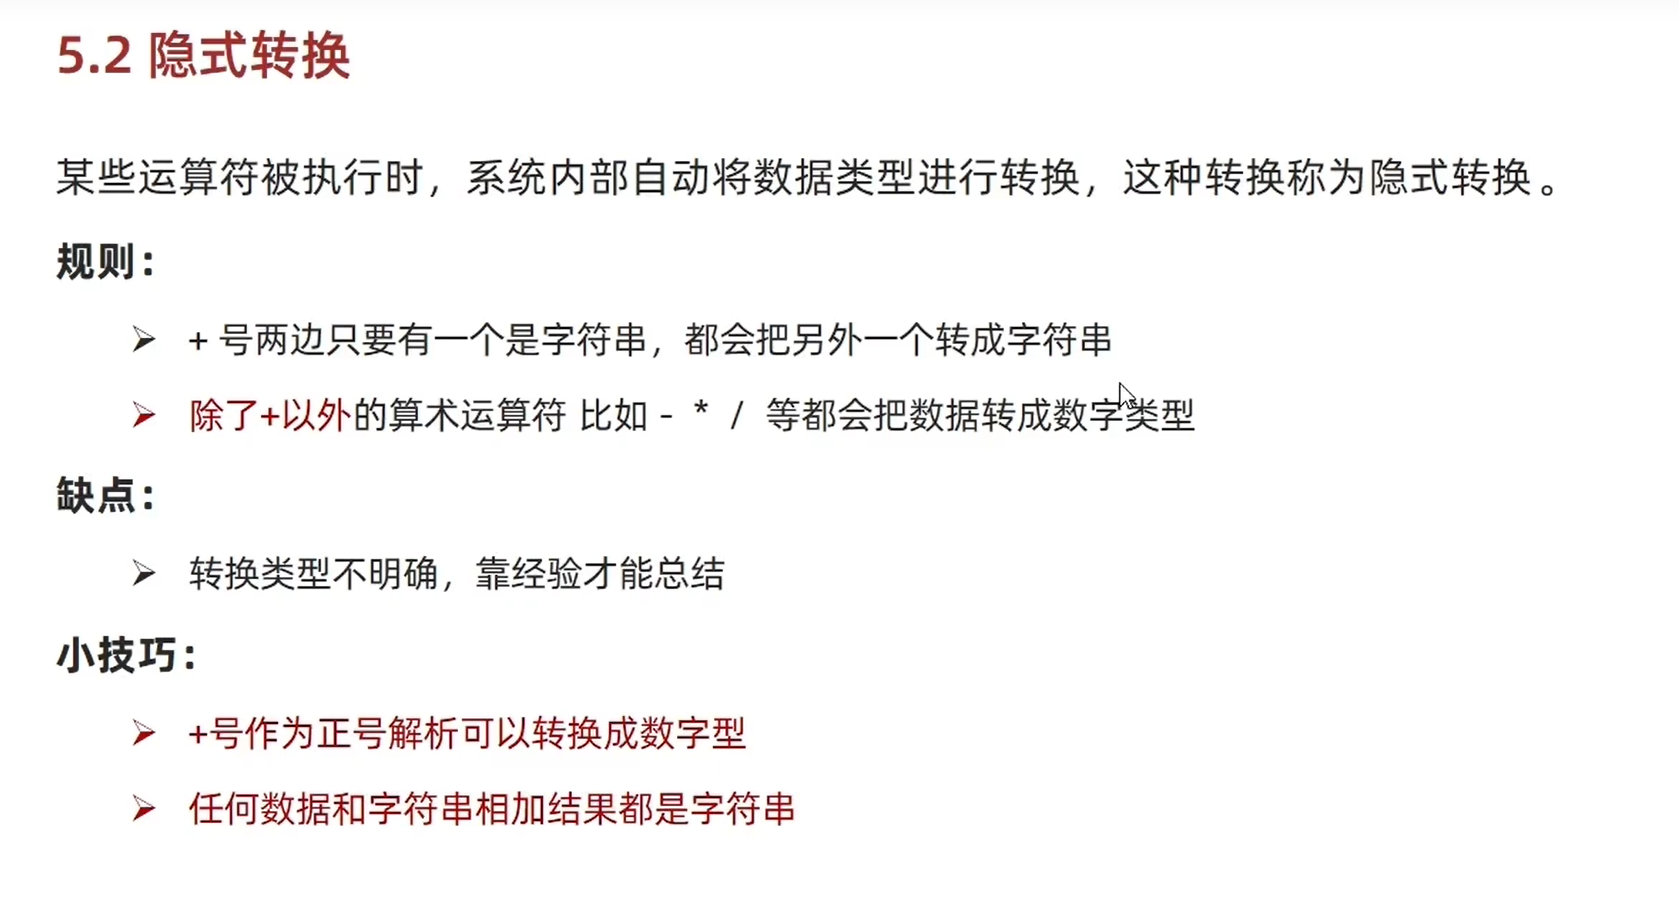 5.2 隐式转换
某些运算符被执行时，系统内部自动将数据类型进行转换，这种转换称为隐式转换。
规则：
➢ + 号两边只要有一个是字符串，都会把另外一个转成字符串
➢ 除了+以外的算术运算符 比如 - * / 等都会把数据转成数字类型
缺点：
➢ 转换类型不明确，靠经验才能总结
小技巧：
➢ +号作为正号解析可以转换成数字型
➢ 任何数据和字符串相加结果都是字符串